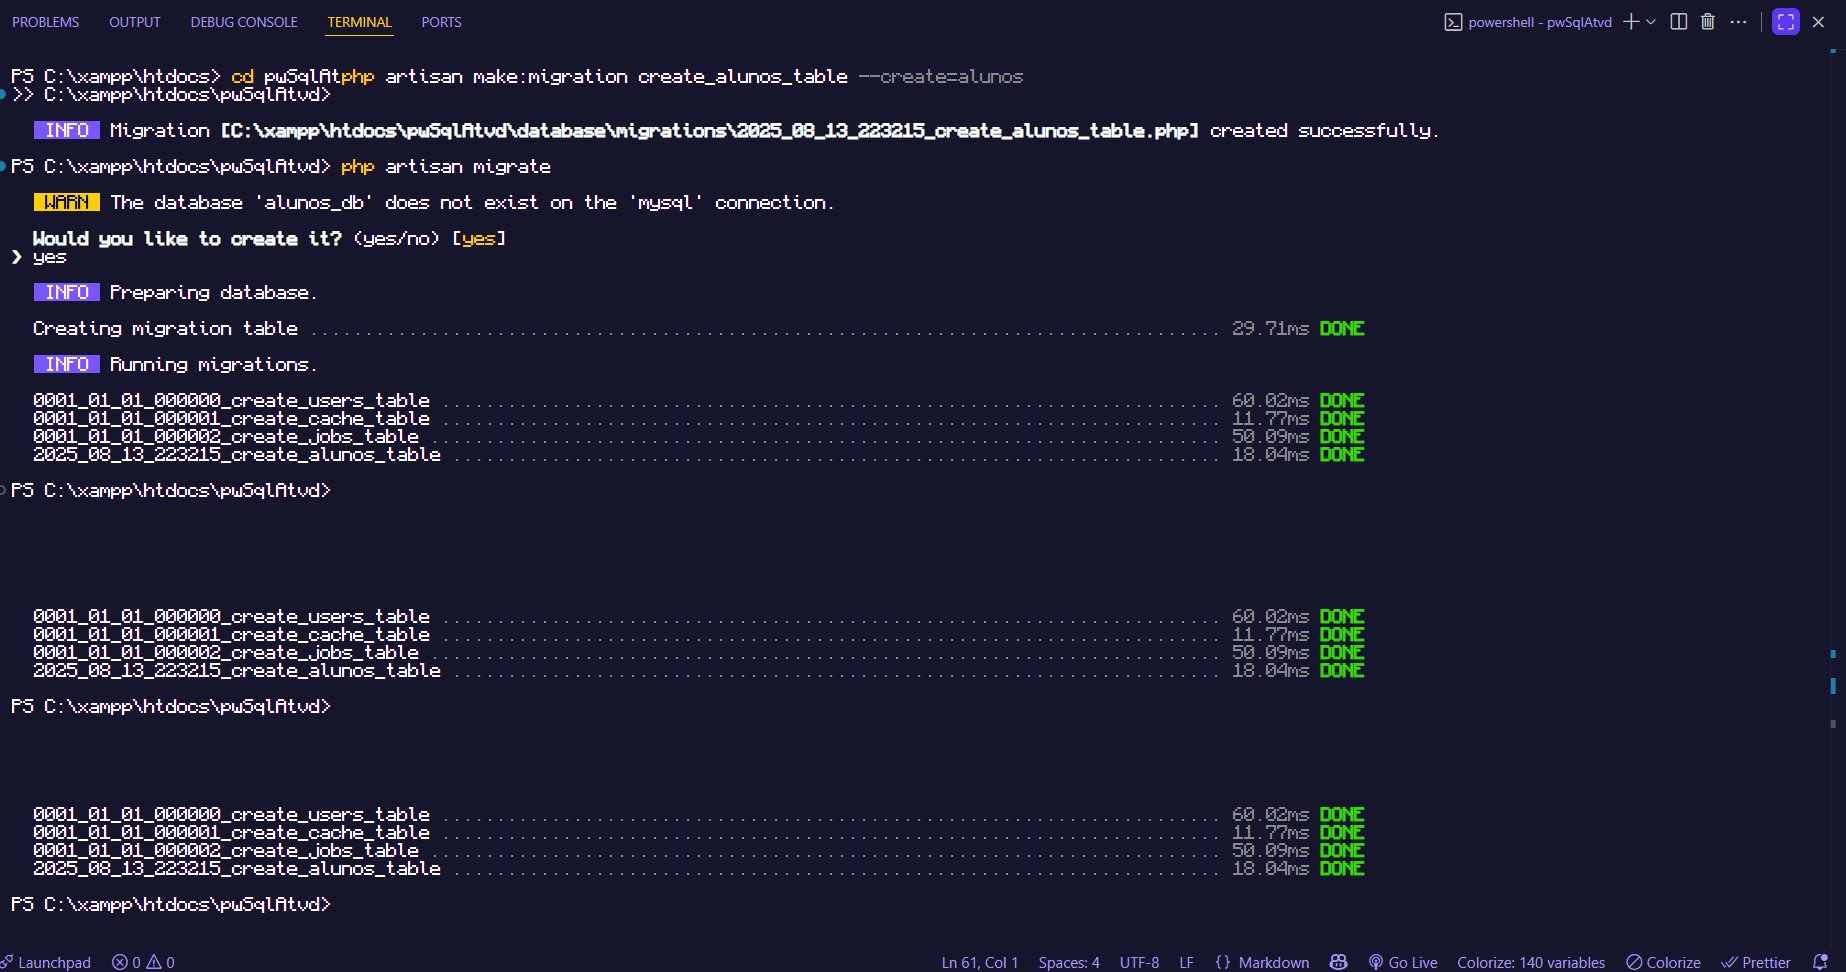 PROBLEMS OUTPUT DEBUG CONSOLE TERMINAL PORTS powershell - pwSqlAtvd
PS C:\xampp\htdocs> cd pwSqlAtphp artisan make:migration create_alunos_table --create=alunos
>> C:\xampp\htdocs\pwSqlAtvd>
INFO Migration [C:\xampp\htdocs\pwSqlAtvd\database\migrations\2025_08_13_223215_create_alunos_table.php] created successfully.
PS C:\xampp\htdocs\pwSqlAtvd> php artisan migrate
WARN The database 'alunos_db' does not exist on the 'mysql' connection.
Would you like to create it? (yes/no) [yes]
❯ yes
INFO Preparing database.
Creating migration table ................................................................................... 29.71ms DONE
INFO Running migrations.
0001_01_01_000000_create_users_table ....................................................................... 60.02ms DONE
0001_01_01_000001_create_cache_table ....................................................................... 11.77ms DONE
0001_01_01_000002_create_jobs_table ........................................................................ 50.09ms DONE
2025_08_13_223215_create_alunos_table ...................................................................... 18.04ms DONE
PS C:\xampp\htdocs\pwSqlAtvd>
0001_01_01_000000_create_users_table ....................................................................... 60.02ms DONE
0001_01_01_000001_create_cache_table ....................................................................... 11.77ms DONE
0001_01_01_000002_create_jobs_table ........................................................................ 50.09ms DONE
2025_08_13_223215_create_alunos_table ...................................................................... 18.04ms DONE
PS C:\xampp\htdocs\pwSqlAtvd>
0001_01_01_000000_create_users_table ....................................................................... 60.02ms DONE
0001_01_01_000001_create_cache_table ....................................................................... 11.77ms DONE
0001_01_01_000002_create_jobs_table ........................................................................ 50.09ms DONE
2025_08_13_223215_create_alunos_table ...................................................................... 18.04ms DONE
PS C:\xampp\htdocs\pwSqlAtvd>
Launchpad 0 0 Ln 61, Col 1 Spaces: 4 UTF-8 LF {} Markdown Go Live Colorize: 140 variables Colorize Prettier